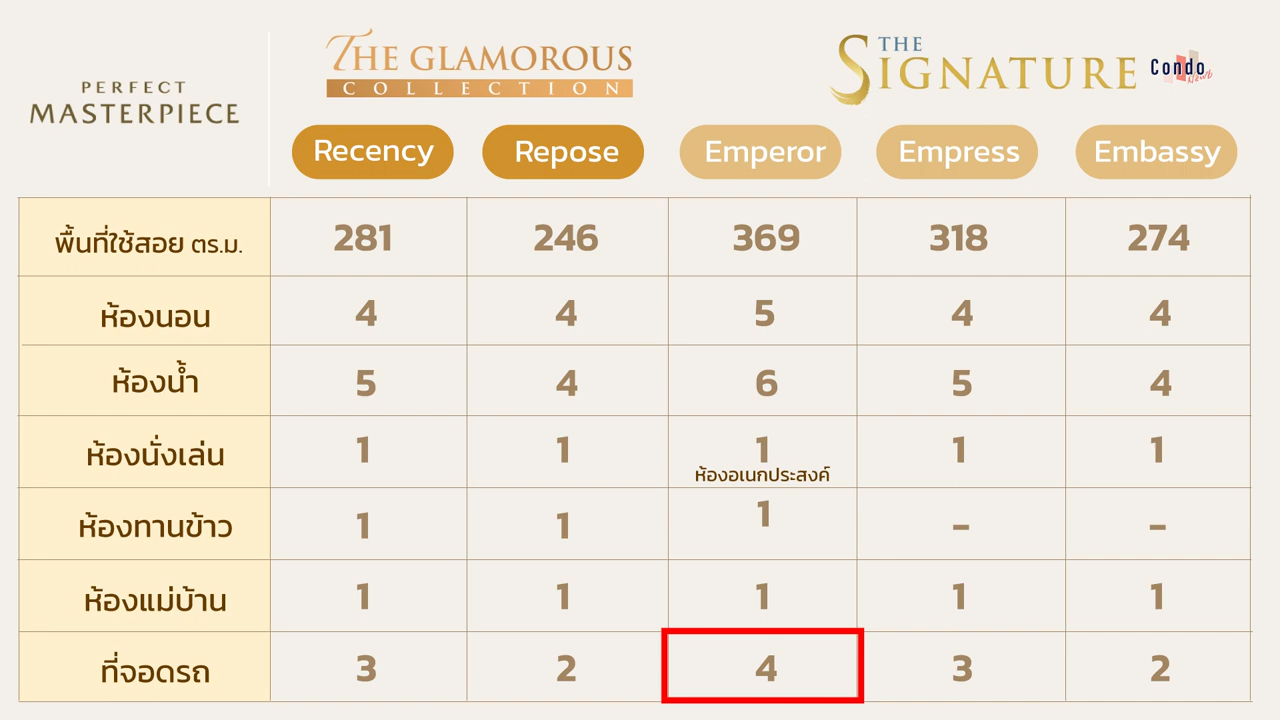 PERFECT
MASTERPIECE
THE GLAMOROUS
COLLECTION
THE
SIGNATURE
Condo
Recency Repose Emperor Empress Embassy
พื้นที่ใช้สอย ตร.ม. 281 246 369 318 274
ห้องนอน 4 4 5 4 4
ห้องน้ำ 5 4 6 5 4
ห้องนั่งเล่น 1 1 1 1 1
ห้องอเนกประสงค์
ห้องทานข้าว 1 1 1 - -
ห้องแม่บ้าน 1 1 1 1 1
ที่จอดรถ 3 2 4 3 2